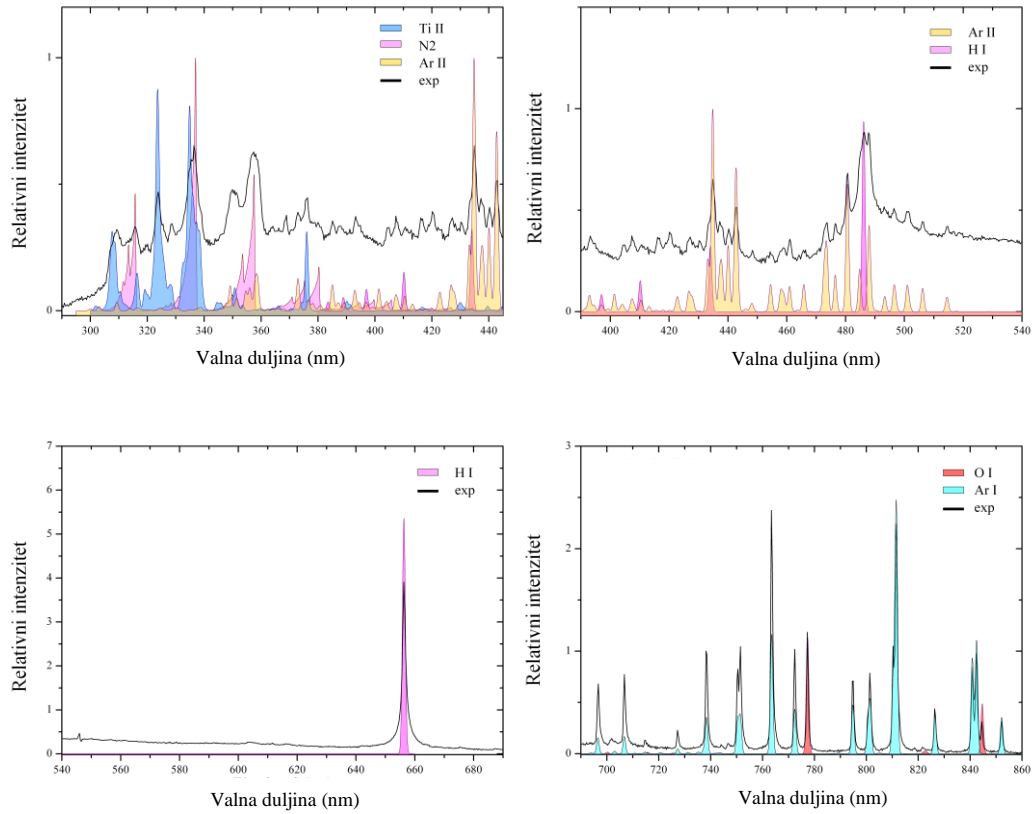 Ti II
N2
Ar II
exp
1
0
300 320 340 360 380 400 420 440
Relativni intenzitet
Valna duljina (nm)
Ar II
H I
exp
1
0
400 420 440 460 480 500 520 540
Relativni intenzitet
Valna duljina (nm)
H I
exp
7
6
5
4
3
2
1
0
540 560 580 600 620 640 660 680
Relativni intenzitet
Valna duljina (nm)
O I
Ar I
exp
3
2
1
0
700 720 740 760 780 800 820 840 860
Relativni intenzitet
Valna duljina (nm)